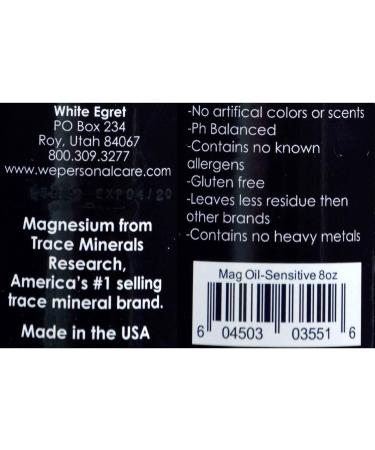 White Egret
PO Box 234
Roy, Utah 84067
800.309.3277
www.wepersonalcare.com
EXP04/20
Magnesium from
Trace Minerals
Research,
America's #1 selling
trace mineral brand.
Made in the USA
-No artifical colors or scents
-Ph Balanced
-Contains no known
allergens
-Gluten free
-Leaves less residue then
other brands
-Contains no heavy metals
Mag Oil-Sensitive 8oz
6 04503 03551 6